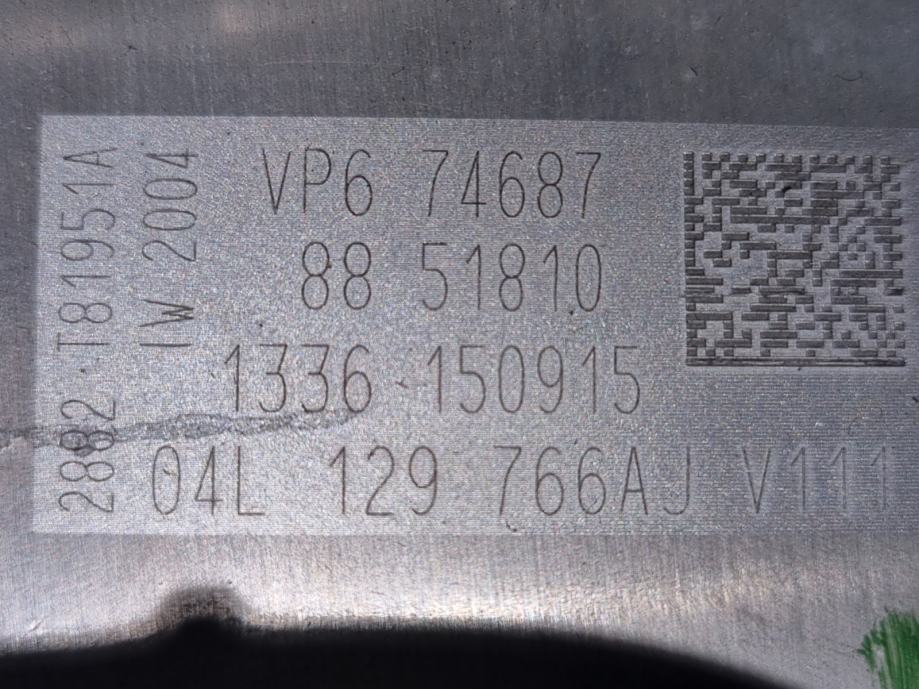 2882 T81951A
IW 2004
VP6 74687
88 51810
1336 150915
04L 129 766AJ V111